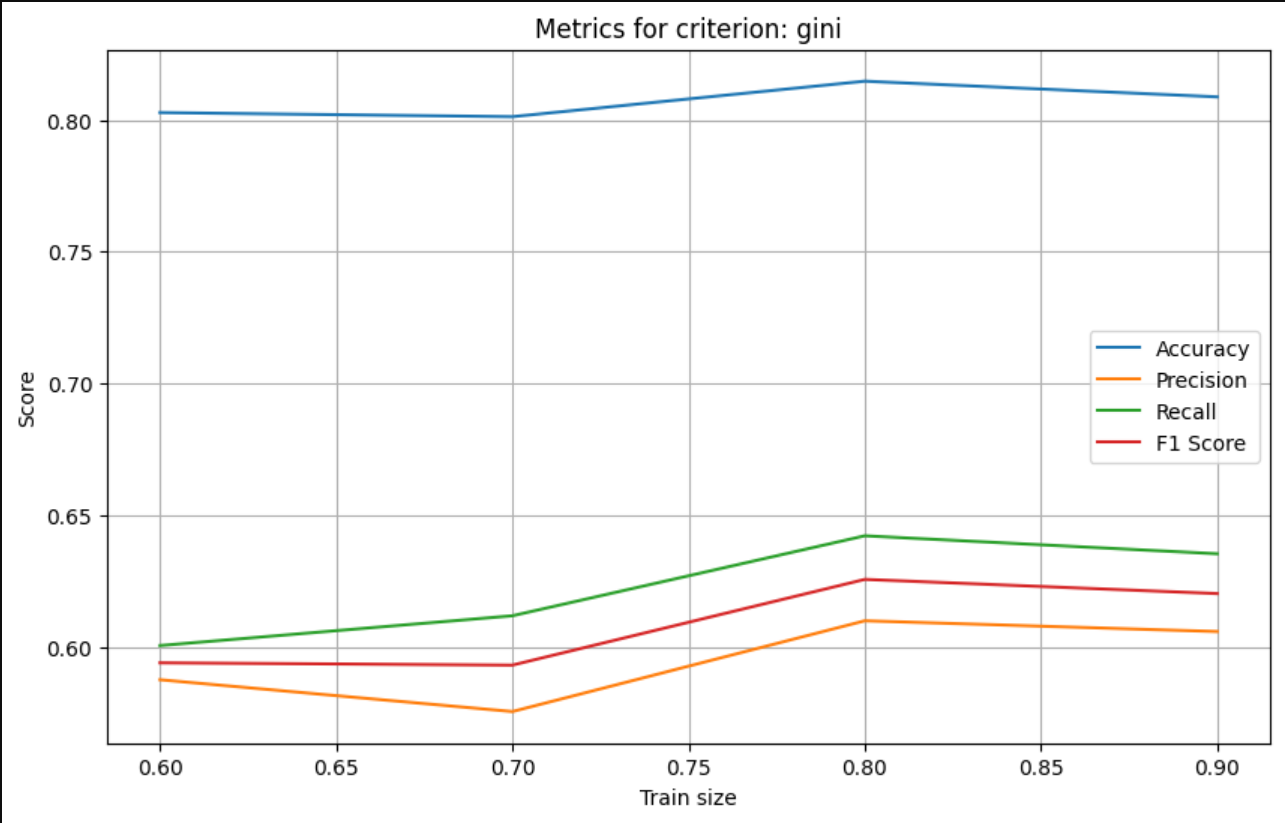 Metrics for criterion: gini
0.80
0.75
0.70
0.65
0.60
Score
Accuracy
Precision
Recall
F1 Score
0.60 0.65 0.70 0.75 0.80 0.85 0.90
Train size